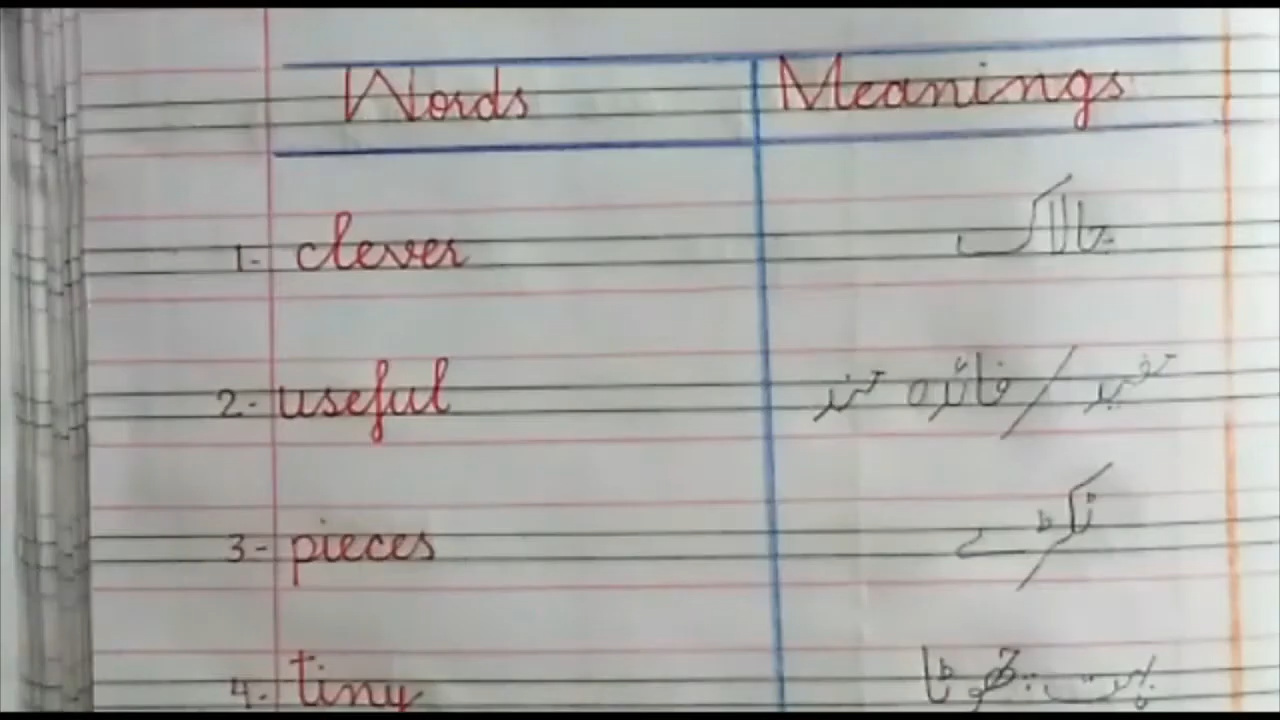 Words Meanings
1- clever چالاک
2- useful مفید / فائدہ مند
3- pieces ٹکڑے
4- tiny بہت چھوٹا